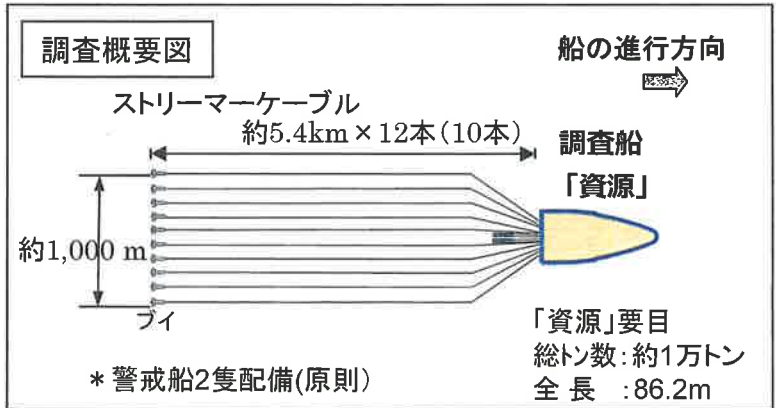 調査概要図
船の進行方向
ストリーマーケーブル
約5.4km×12本(10本)
調査船
「資源」
約1,000 m
ブイ
「資源」要目
総トン数:約1万トン
全 長 :86.2m
*警戒船2隻配備(原則)